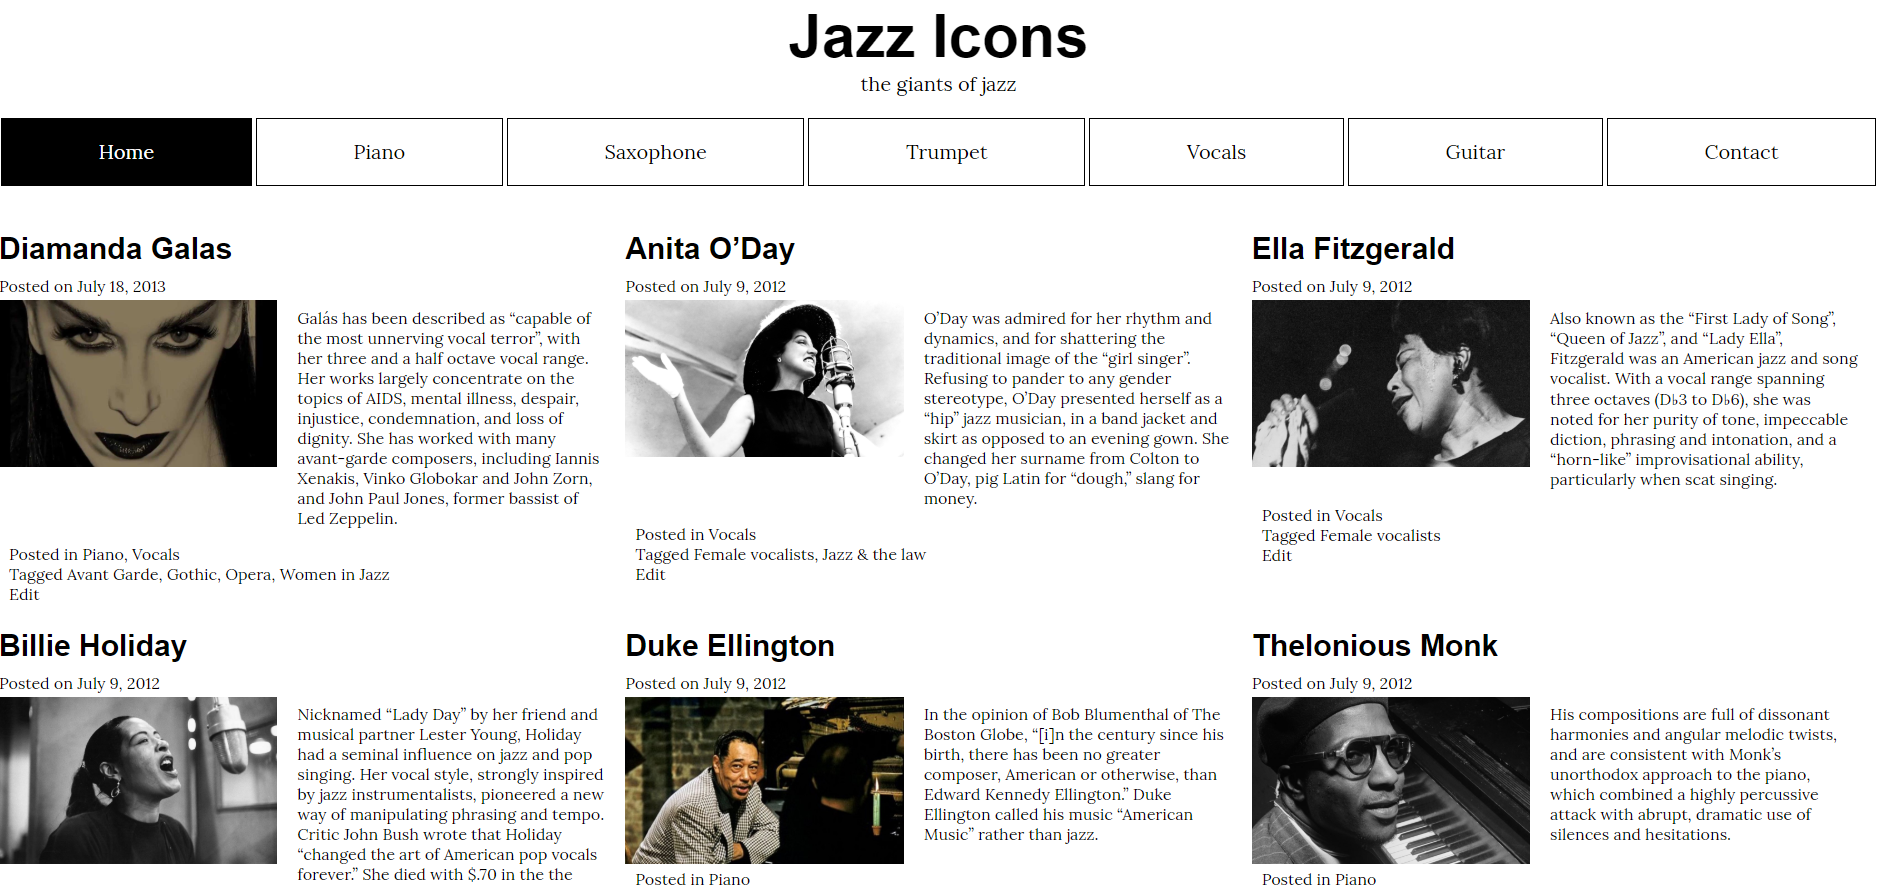 Jazz Icons
the giants of jazz
Home
Piano
Saxophone
Trumpet
Vocals
Guitar
Contact
Diamanda Galas
Posted on July 18, 2013
Galás has been described as “capable of
the most unnerving vocal terror”, with
her three and a half octave vocal range.
Her works largely concentrate on the
topics of AIDS, mental illness, despair,
injustice, condemnation, and loss of
dignity. She has worked with many
avant-garde composers, including Iannis
Xenakis, Vinko Globokar and John Zorn,
and John Paul Jones, former bassist of
Led Zeppelin.
Posted in Piano, Vocals
Tagged Avant Garde, Gothic, Opera, Women in Jazz
Edit
Anita O’Day
Posted on July 9, 2012
O’Day was admired for her rhythm and
dynamics, and for shattering the
traditional image of the “girl singer”.
Refusing to pander to any gender
stereotype, O’Day presented herself as a
“hip” jazz musician, in a band jacket and
skirt as opposed to an evening gown. She
changed her surname from Colton to
O’Day, pig Latin for “dough,” slang for
money.
Posted in Vocals
Tagged Female vocalists, Jazz & the law
Edit
Ella Fitzgerald
Posted on July 9, 2012
Also known as the “First Lady of Song”,
“Queen of Jazz”, and “Lady Ella”,
Fitzgerald was an American jazz and song
vocalist. With a vocal range spanning
three octaves (D♭3 to D♭6), she was
noted for her purity of tone, impeccable
diction, phrasing and intonation, and a
“horn-like” improvisational ability,
particularly when scat singing.
Posted in Vocals
Tagged Female vocalists
Edit
Billie Holiday
Posted on July 9, 2012
Nicknamed “Lady Day” by her friend and
musical partner Lester Young, Holiday
had a seminal influence on jazz and pop
singing. Her vocal style, strongly inspired
by jazz instrumentalists, pioneered a new
way of manipulating phrasing and tempo.
Critic John Bush wrote that Holiday
“changed the art of American pop vocals
forever.” She died with $.70 in the the
Duke Ellington
Posted on July 9, 2012
In the opinion of Bob Blumenthal of The
Boston Globe, “[i]n the century since his
birth, there has been no greater
composer, American or otherwise, than
Edward Kennedy Ellington.” Duke
Ellington called his music “American
Music” rather than jazz.
Posted in Piano
Thelonious Monk
Posted on July 9, 2012
His compositions are full of dissonant
harmonies and angular melodic twists,
and are consistent with Monk’s
unorthodox approach to the piano,
which combined a highly percussive
attack with abrupt, dramatic use of
silences and hesitations.
Posted in Piano